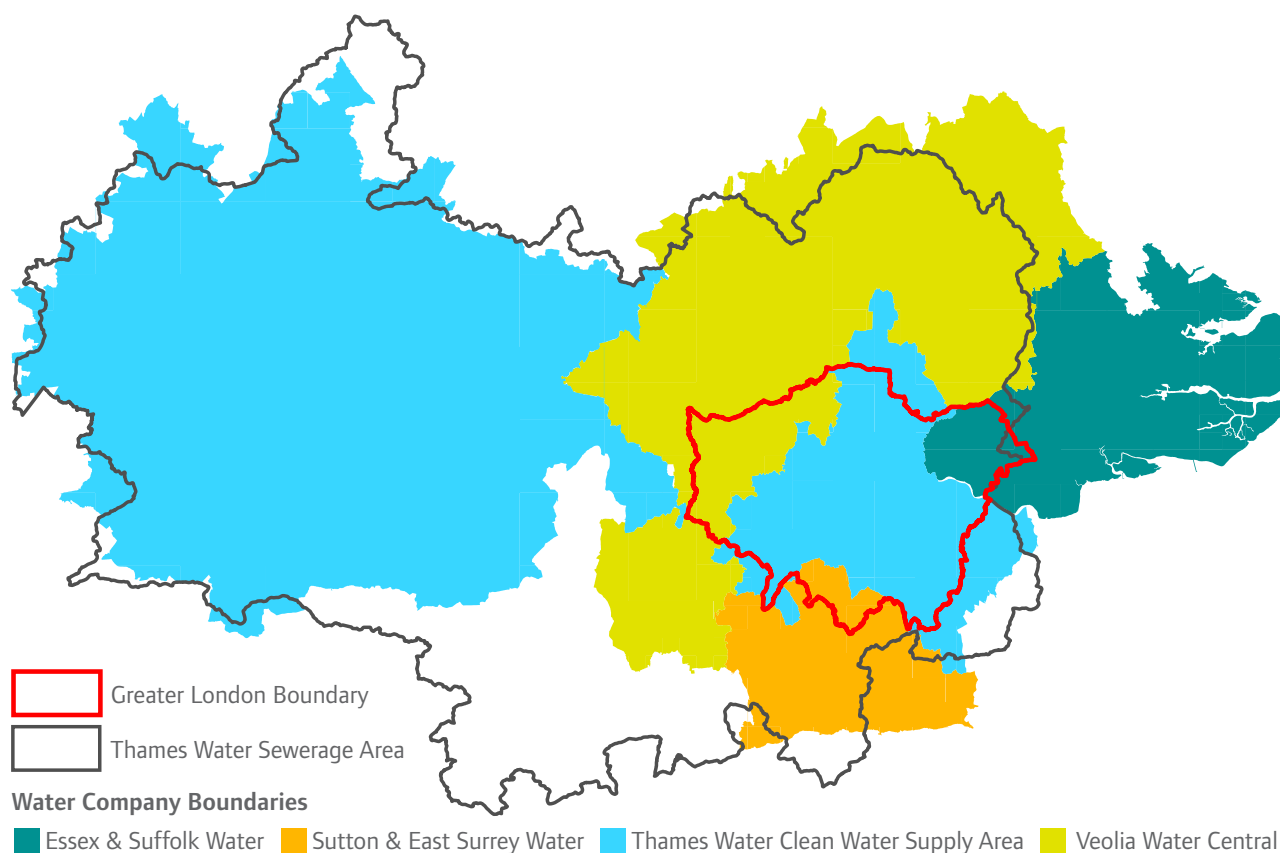 Greater London Boundary
Thames Water Sewerage Area
Water Company Boundaries
Essex & Suffolk Water Sutton & East Surrey Water Thames Water Clean Water Supply Area Veolia Water Central